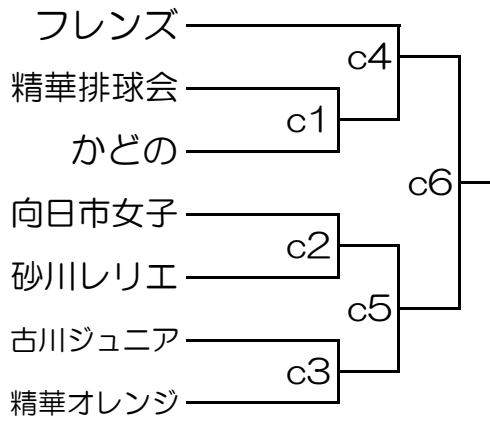 フレンズ
c4
精華排球会
c1
かどの
c6
向日市女子
c2
砂川レリエ
c5
古川ジュニア
c3
精華オレンジ